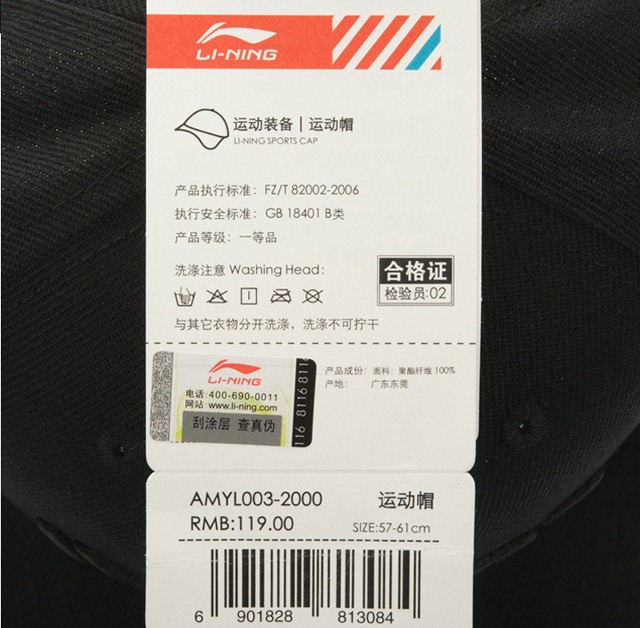 LI-NING
运动装备 | 运动帽
LI-NING SPORTS CAP
产品执行标准: FZ/T 82002-2006
执行安全标准: GB 18401 B类
产品等级: 一等品
洗涤注意 Washing Head:
合格证
检验员:02
与其它衣物分开洗涤, 洗涤不可拧干
LI-NING
电话:400-690-0011
网站:www.li-ning.com
刮涂层 查真伪
116 8116 811
产品成份: 面料: 聚酯纤维 100%
产地: 广东东莞
AMYL003-2000 运动帽
RMB:119.00 SIZE:57-61cm
6 901828 813084